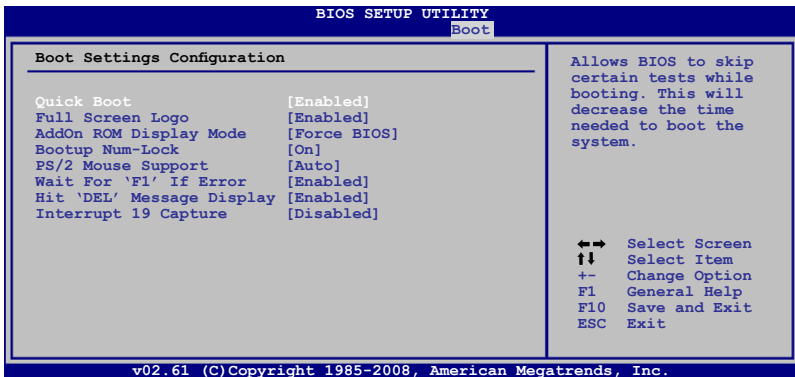 BIOS SETUP UTILITY
Boot
Boot Settings Configuration
Quick Boot [Enabled]
Full Screen Logo [Enabled]
AddOn ROM Display Mode [Force BIOS]
Bootup Num-Lock [On]
PS/2 Mouse Support [Auto]
Wait For ‘F1’ If Error [Enabled]
Hit ‘DEL’ Message Display [Enabled]
Interrupt 19 Capture [Disabled]
Allows BIOS to skip
certain tests while
booting. This will
decrease the time
needed to boot the
system.
←→ Select Screen
↑↓ Select Item
+- Change Option
F1 General Help
F10 Save and Exit
ESC Exit
v02.61 (C)Copyright 1985-2008, American Megatrends, Inc.